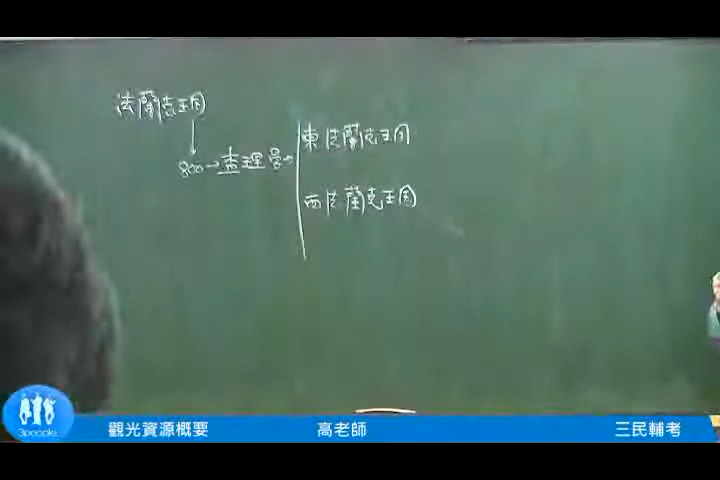 法蘭克王國
800→查理曼→
東法蘭克王國
西法蘭克王國
3people
觀光資源概要 高老師 三民輔考